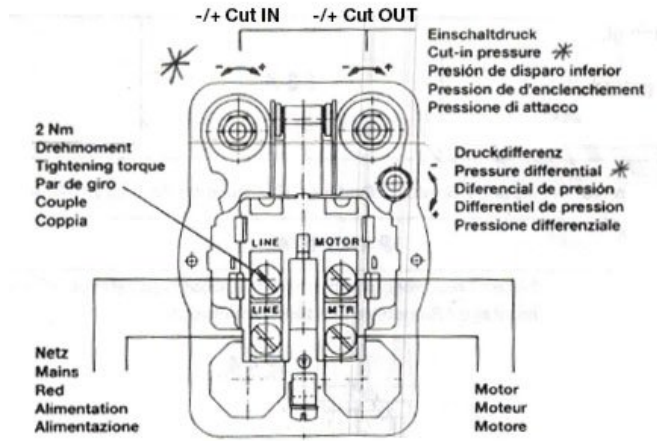 -/+ Cut IN -/+ Cut OUT
Einschaltdruck
Cut-in pressure
Presión de disparo inferior
Pression de d'enclenchement
Pressione di attacco
- + - +
2 Nm
Drehmoment
Tightening torque
Par de giro
Couple
Coppia
Druckdifferenz
Pressure differential
Diferencial de presión
Differentiel de pression
Pressione differenziale
-
+
LINE MOTOR
LINE MTR
Netz
Mains
Red
Alimentation
Alimentazione
Motor
Moteur
Motore